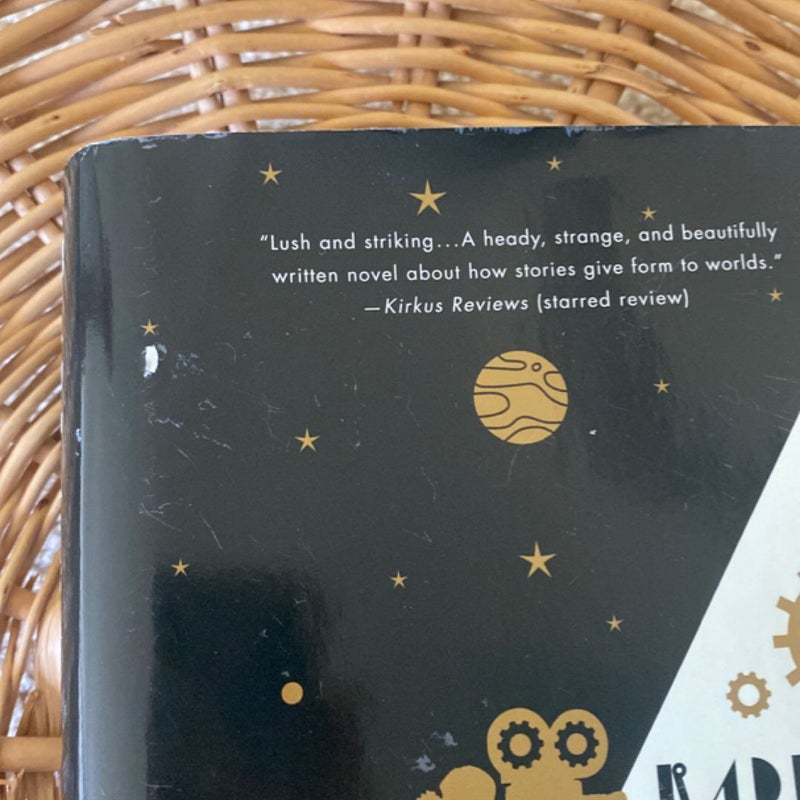 “Lush and striking...A heady, strange, and beautifully
written novel about how stories give form to worlds.”
—Kirkus Reviews (starred review)